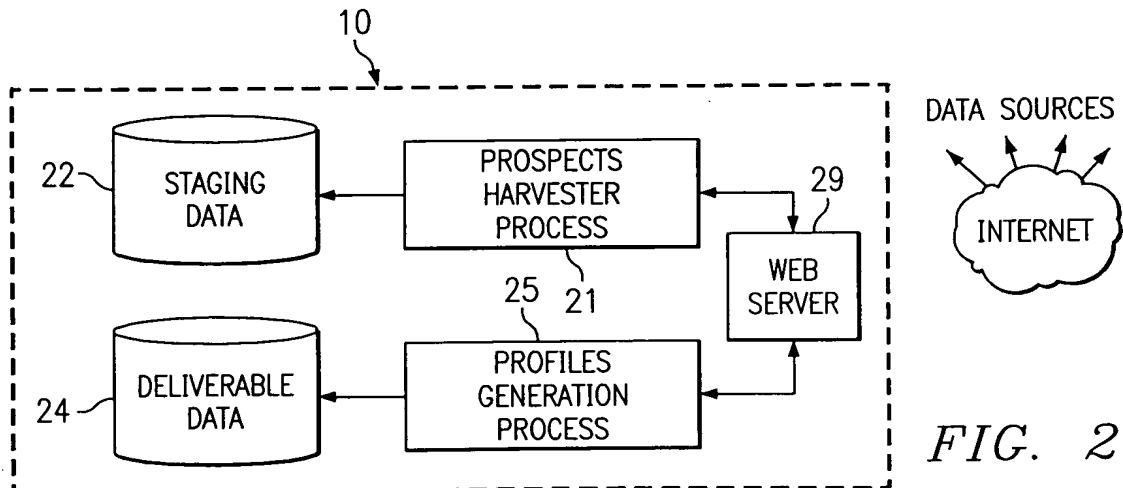 10
DATA SOURCES
INTERNET
22
STAGING
DATA
PROSPECTS
HARVESTER
PROCESS
21
29
WEB
SERVER
24
DELIVERABLE
DATA
25
PROFILES
GENERATION
PROCESS
FIG. 2